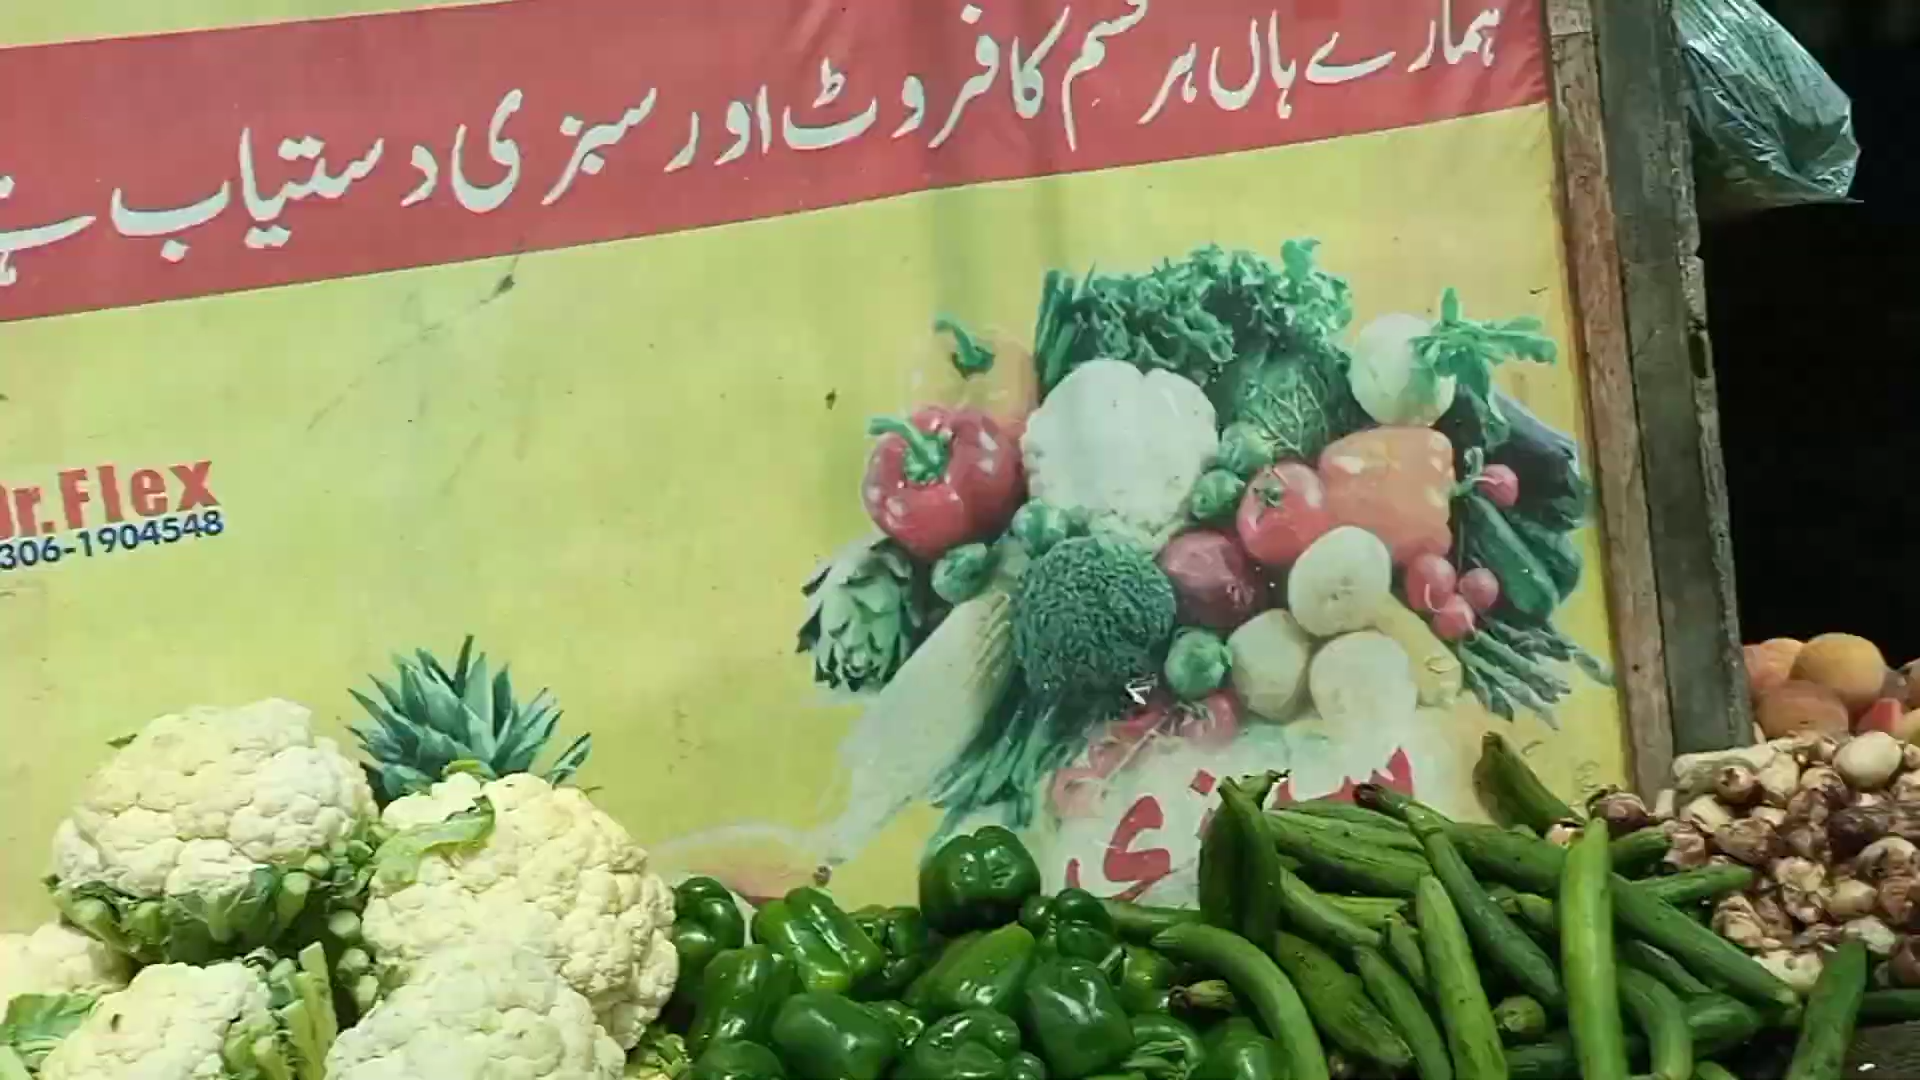 ہمارے ہاں ہر قسم کا فروٹ اور سبزی دستیاب ہے
Dr.Flex
306-1904548